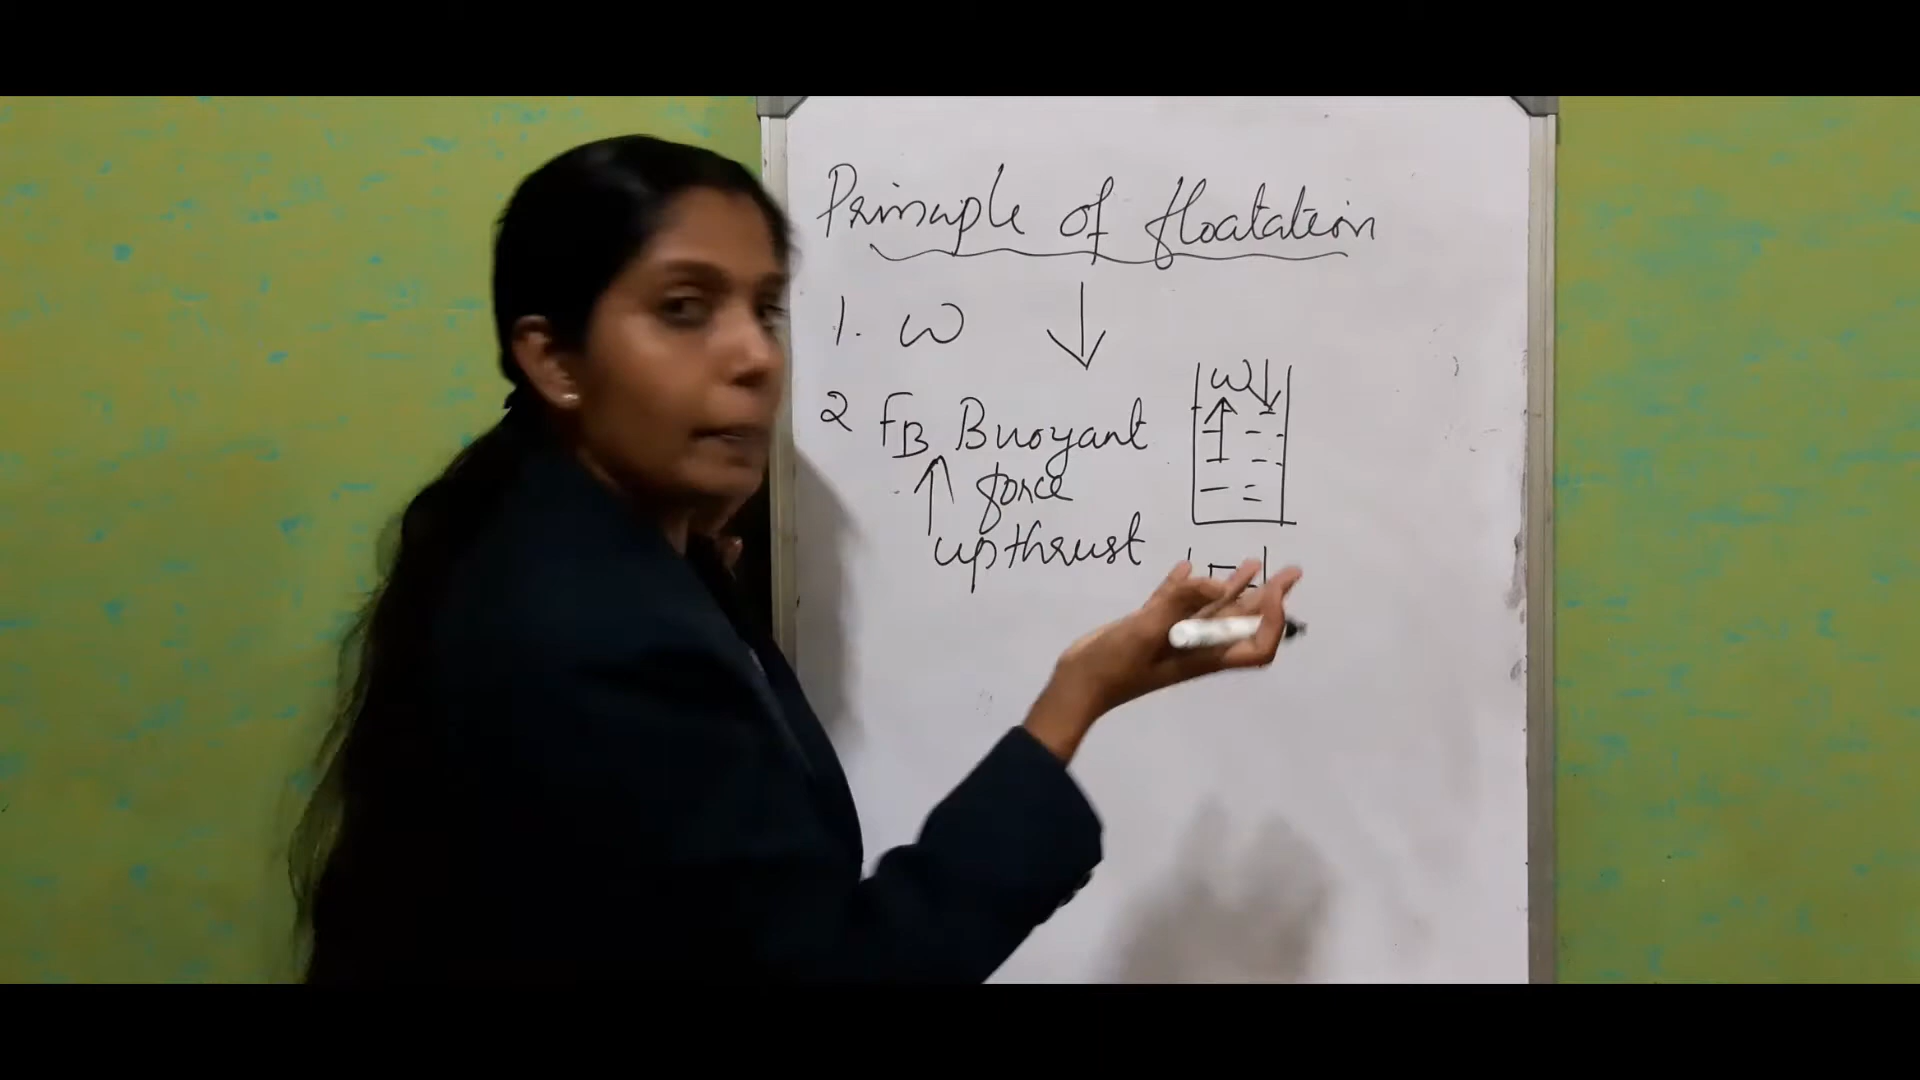 Principle of floatation
1. W
2 FB Buoyant
force
upthrust
W